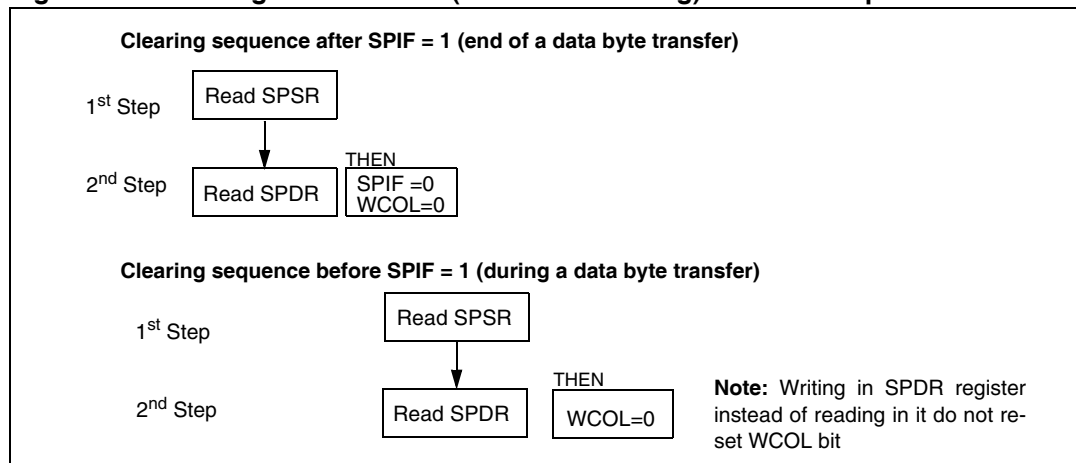 Clearing sequence after SPIF = 1 (end of a data byte transfer)
1st Step
Read SPSR
THEN
2nd Step
Read SPDR
SPIF =0
WCOL=0
Clearing sequence before SPIF = 1 (during a data byte transfer)
1st Step
Read SPSR
THEN
2nd Step
Read SPDR
WCOL=0
Note: Writing in SPDR register
instead of reading in it do not re-
set WCOL bit